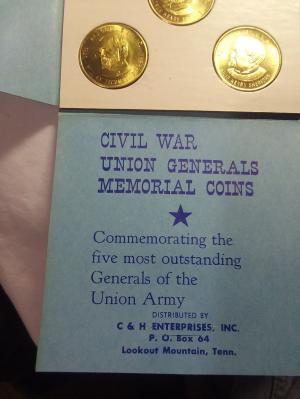 CIVIL WAR
UNION GENERALS
MEMORIAL COINS
Commemorating the
five most outstanding
Generals of the
Union Army
DISTRIBUTED BY
C & H ENTERPRISES, INC.
P. O. Box 64
Lookout Mountain, Tenn.